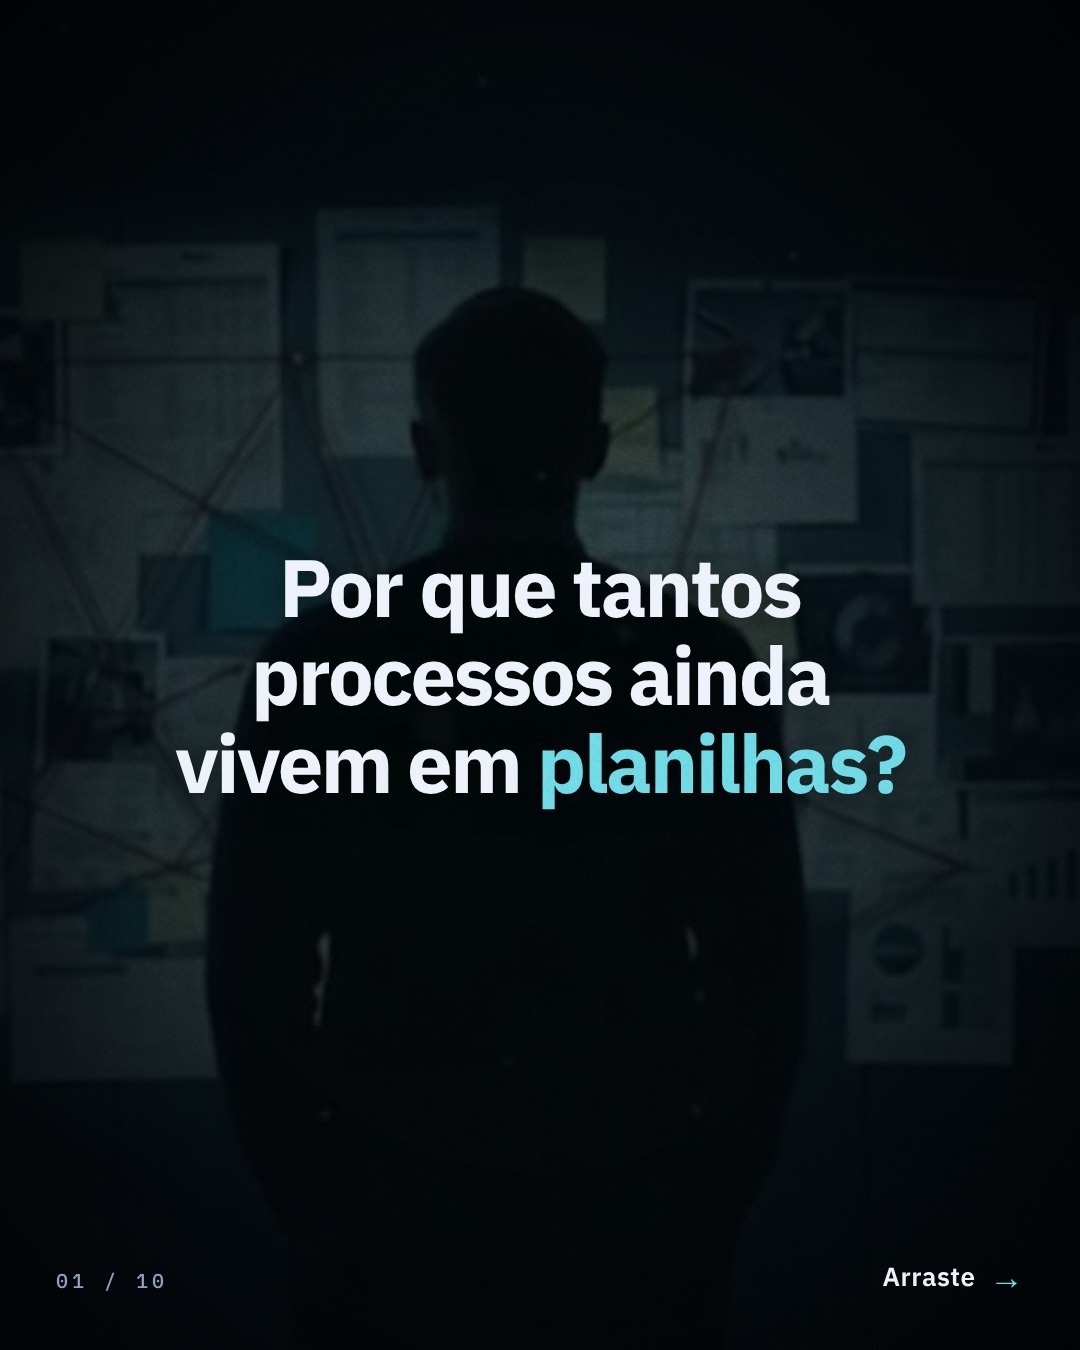 Por que tantos
processos ainda
vivem em planilhas?
01 / 10
Arraste →